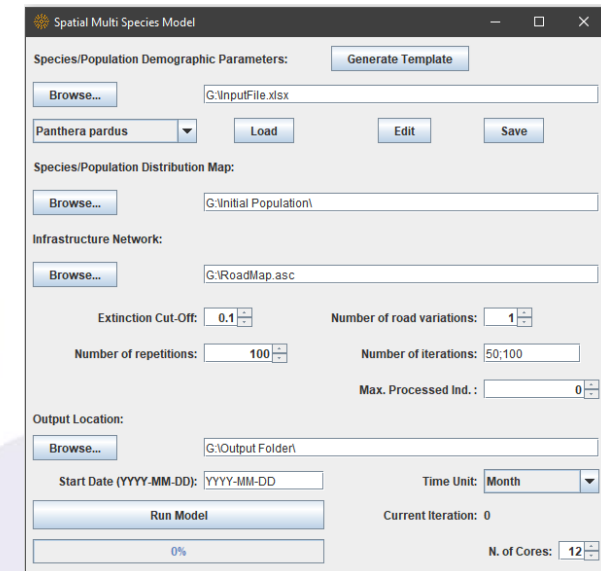 Spatial Multi Species Model
Species/Population Demographic Parameters: Generate Template
Browse... G:\InputFile.xlsx
Panthera pardus Load Edit Save
Species/Population Distribution Map:
Browse... G:\Initial Population\
Infrastructure Network:
Browse... G:\RoadMap.asc
Extinction Cut-Off: 0.1 Number of road variations: 1
Number of repetitions: 100 Number of iterations: 50;100
Max. Processed Ind. : 0
Output Location:
Browse... G:\Output Folder\
Start Date (YYYY-MM-DD): YYYY-MM-DD Time Unit: Month
Run Model Current Iteration: 0
0% N. of Cores: 12